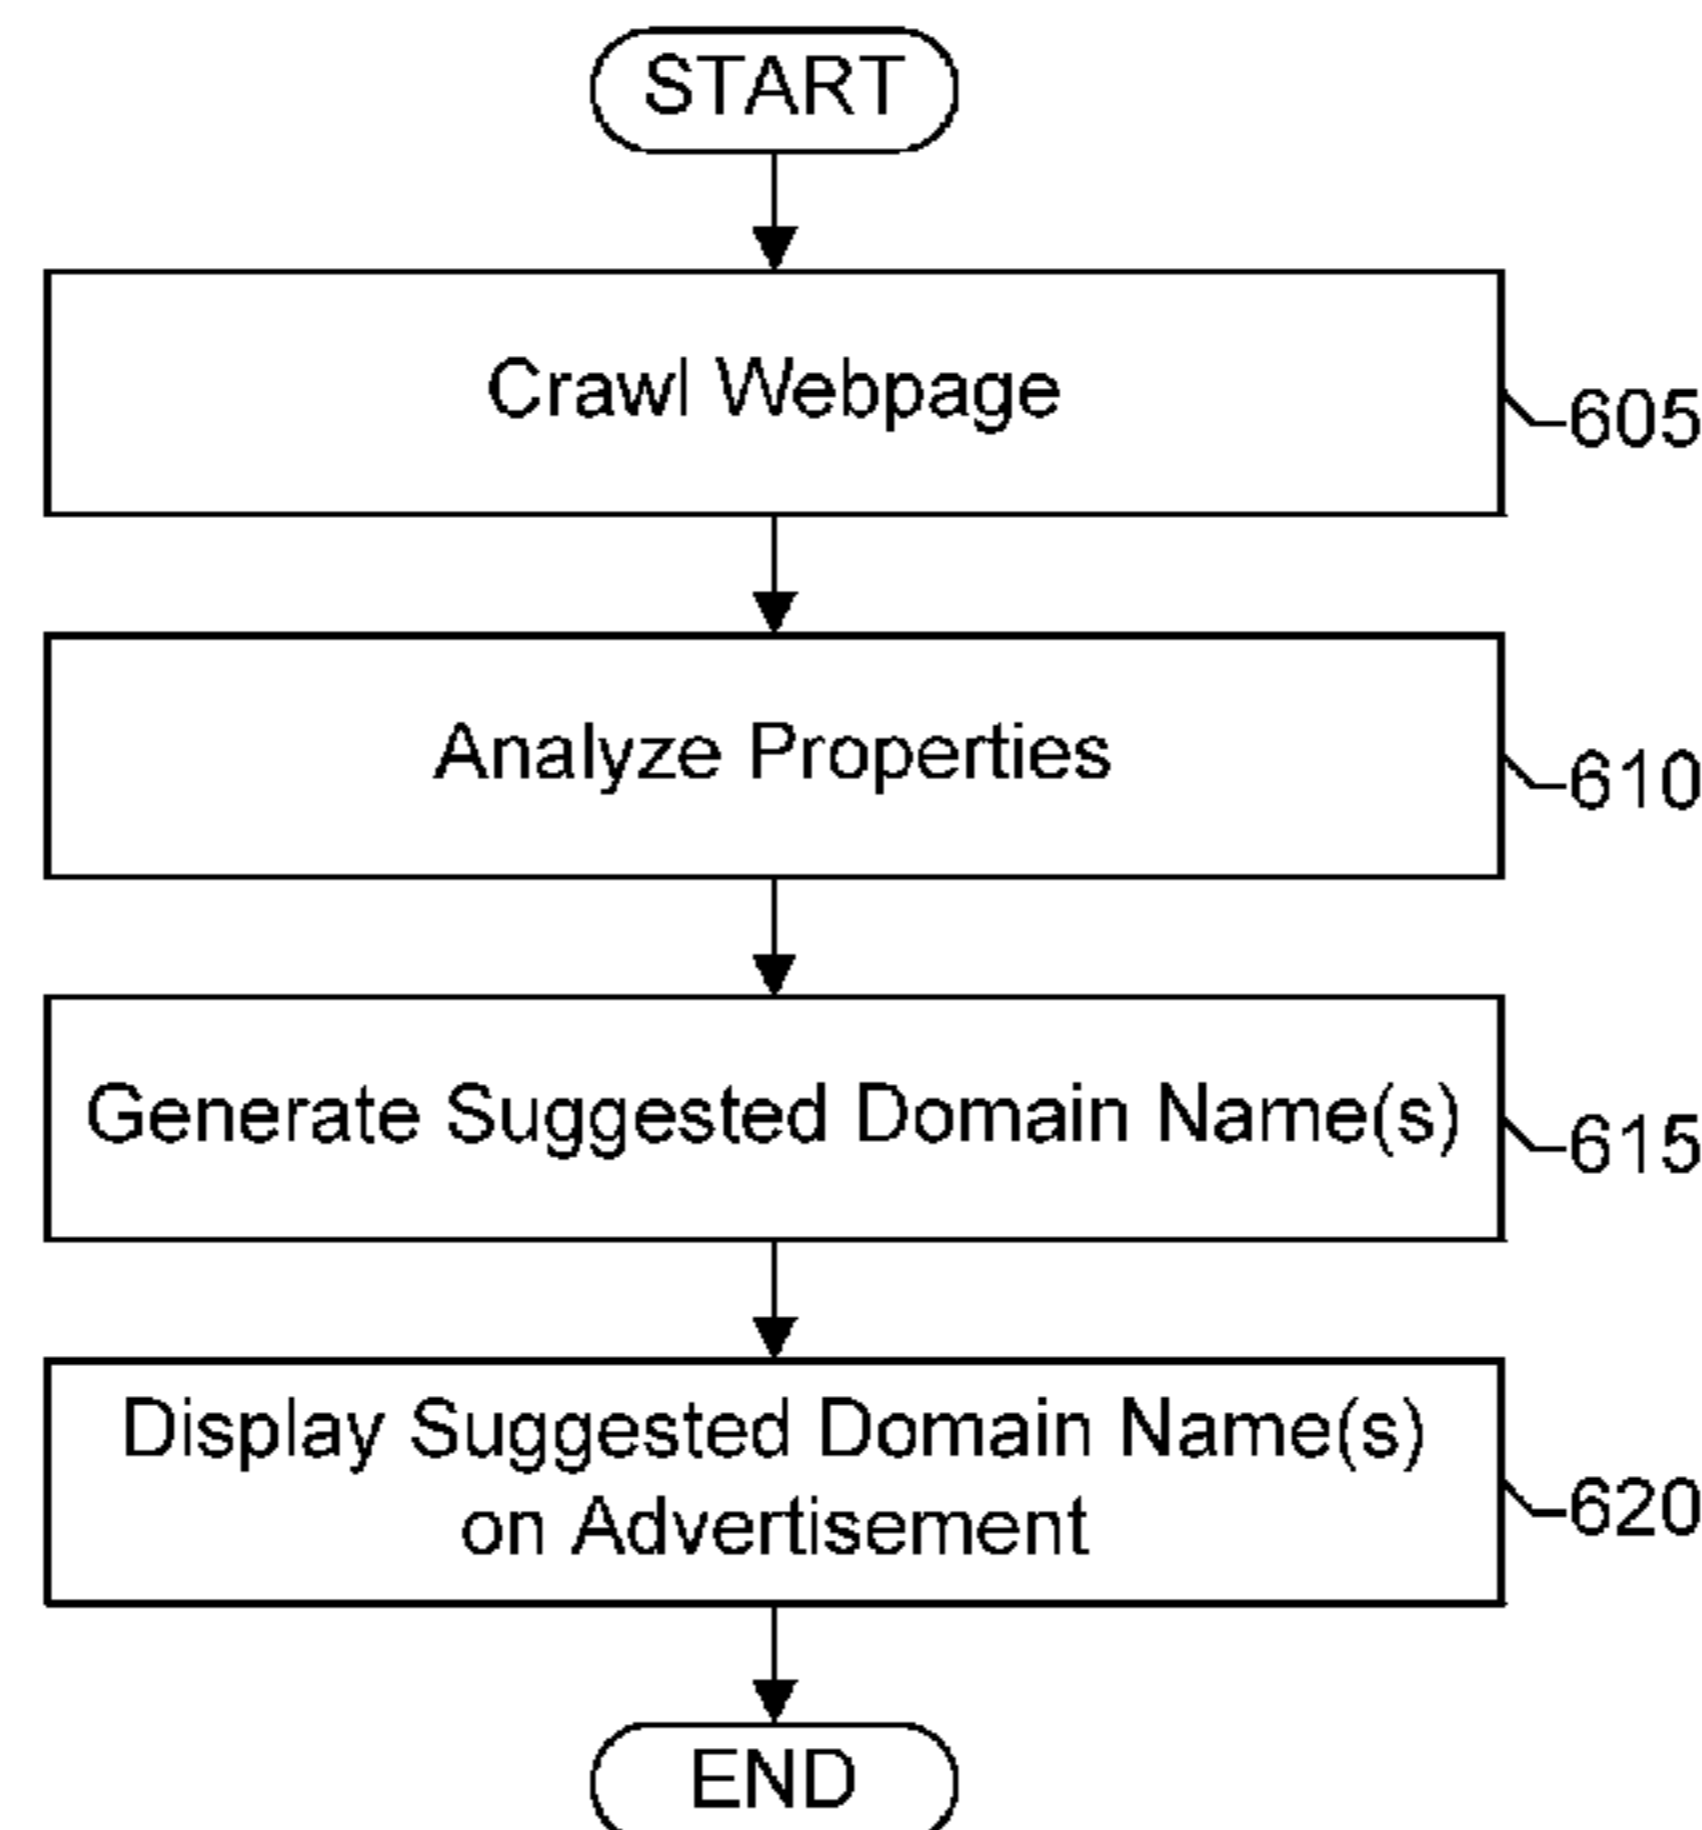 START
Crawl Webpage
605
Analyze Properties
610
Generate Suggested Domain Name(s)
615
Display Suggested Domain Name(s)
on Advertisement
620
END